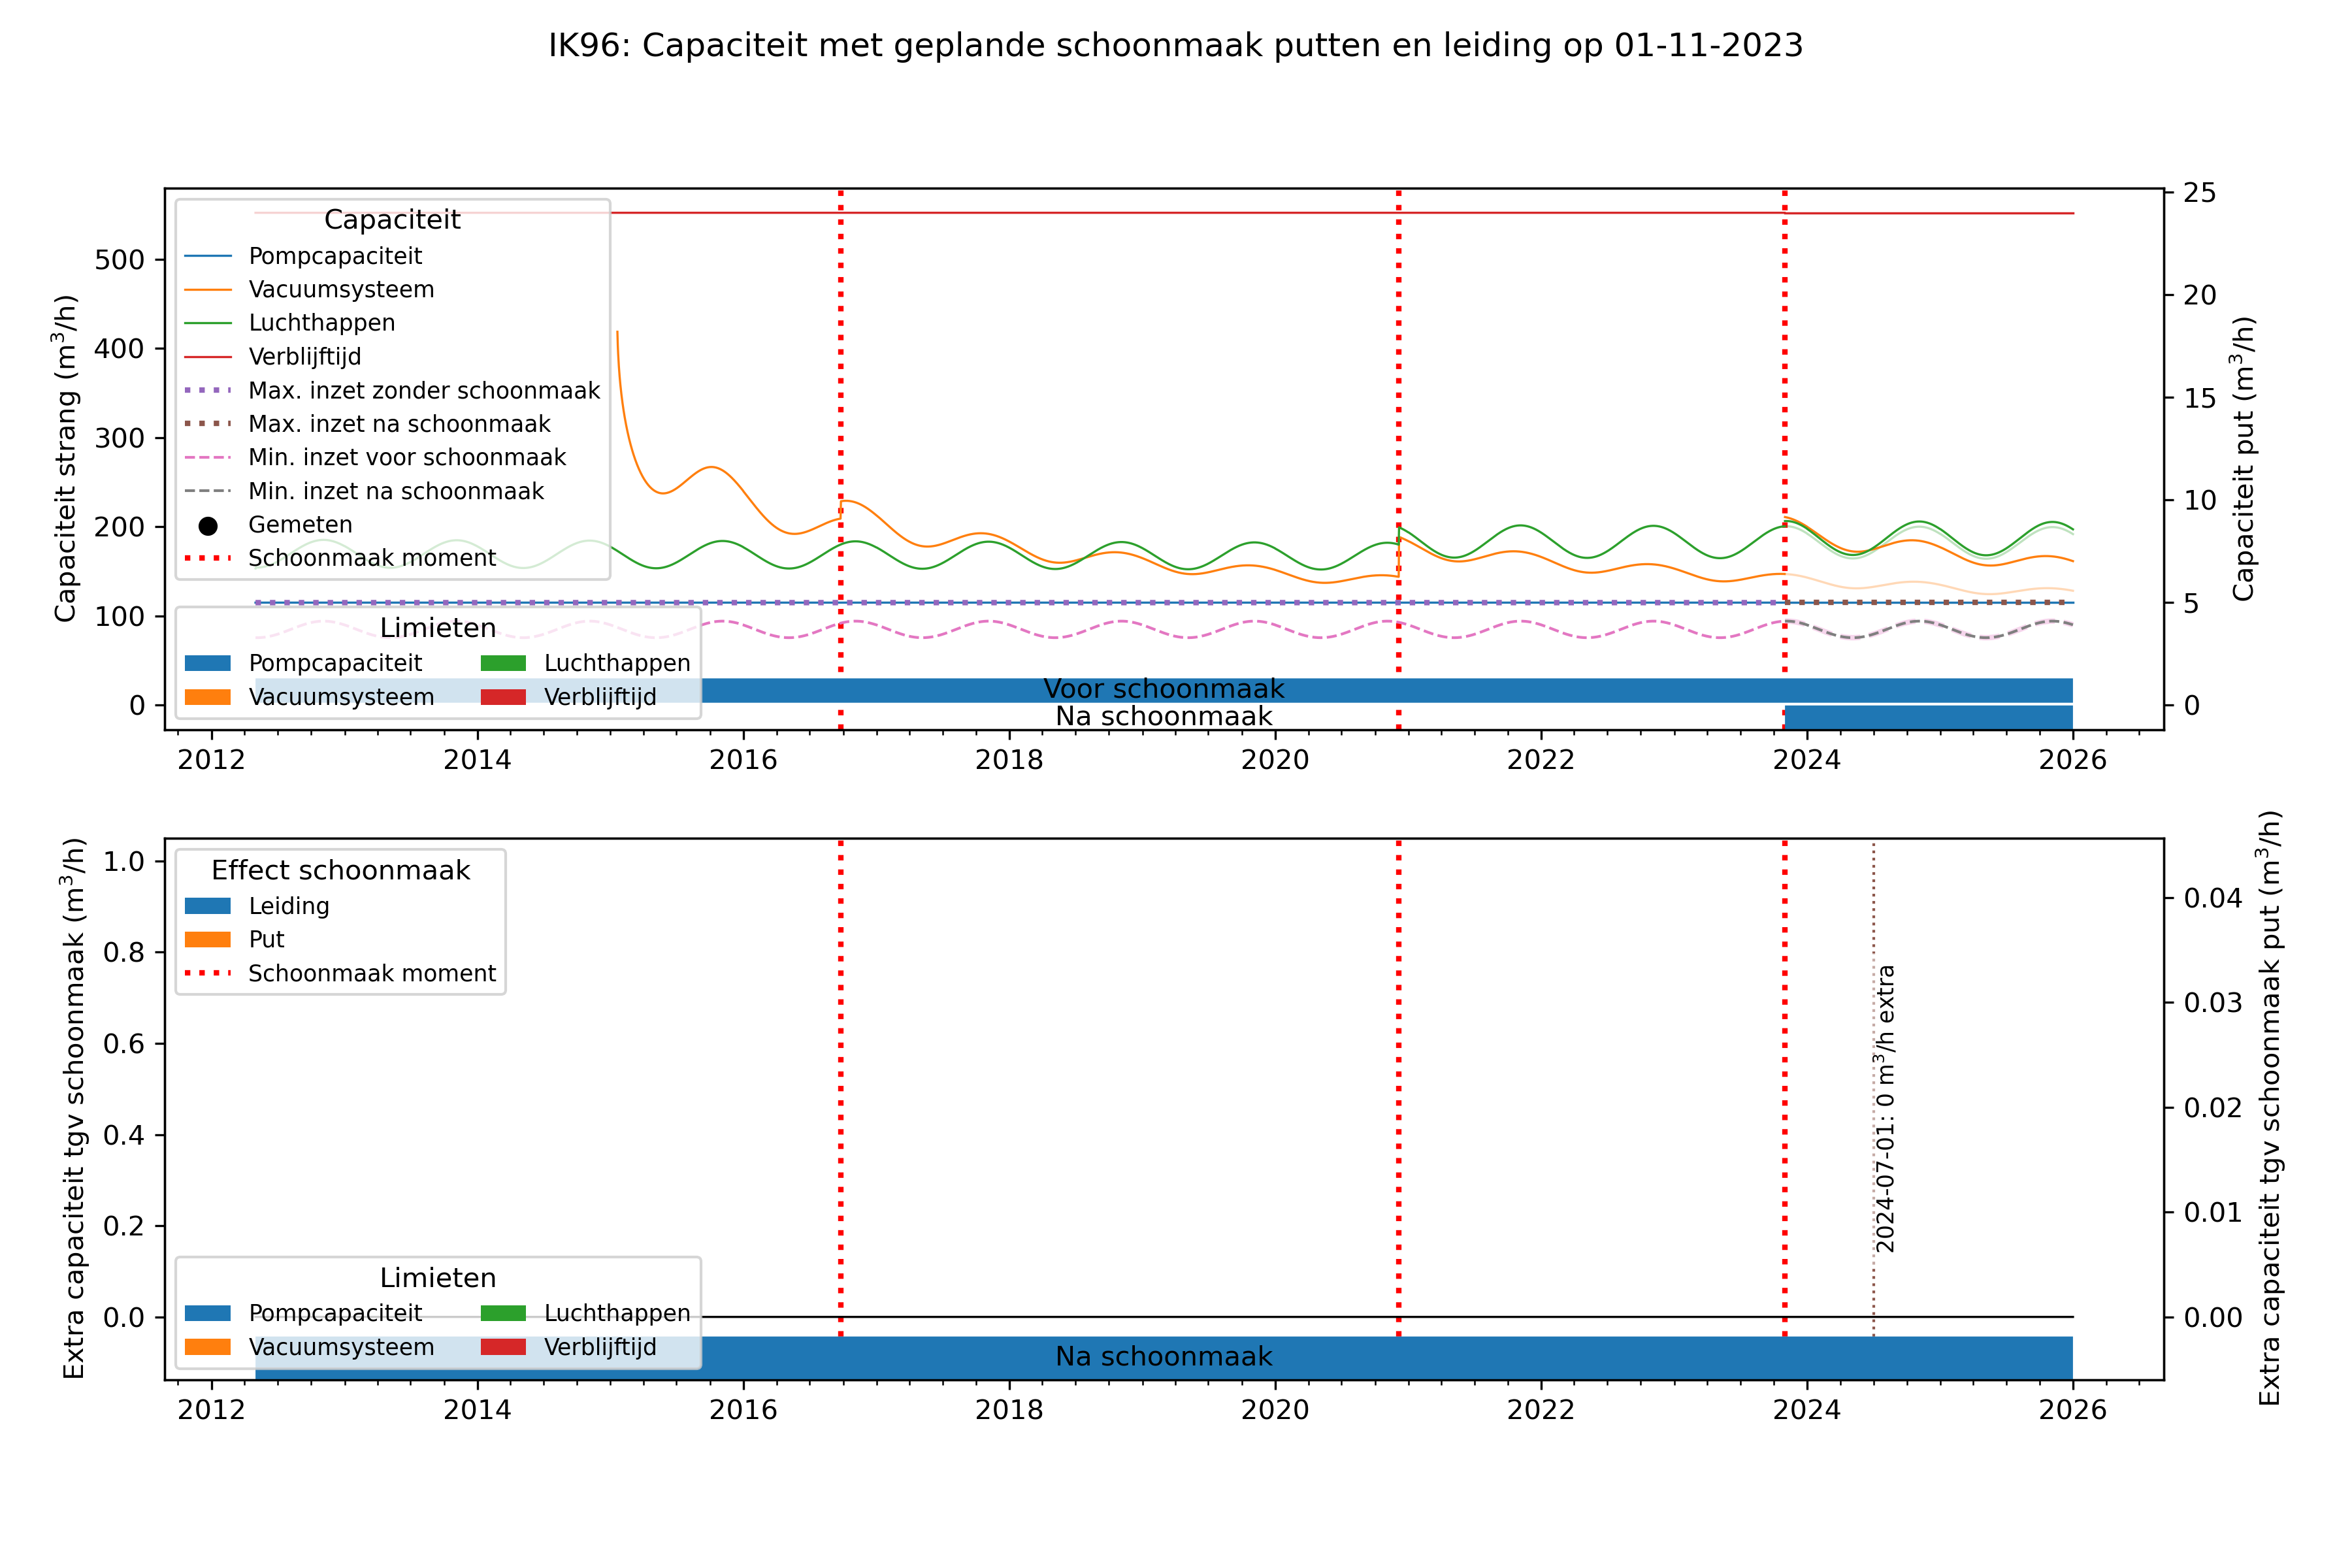 IK96: Capaciteit met geplande schoonmaak putten en leiding op 01-11-2023
Capaciteit strang (m³/h)
500
400
300
200
100
0
Capaciteit
Pompcapaciteit
Vacuumsysteem
Luchthappen
Verblijftijd
Max. inzet zonder schoonmaak
Max. inzet na schoonmaak
Min. inzet voor schoonmaak
Min. inzet na schoonmaak
Gemeten
Schoonmaak moment
Limieten
Pompcapaciteit
Vacuumsysteem
Luchthappen
Verblijftijd
Voor schoonmaak
Na schoonmaak
25
20
15
10
5
0
Capaciteit put (m³/h)
2012 2014 2016 2018 2020 2022 2024 2026
Extra capaciteit tgv schoonmaak (m³/h)
1.0
0.8
0.6
0.4
0.2
0.0
Effect schoonmaak
Leiding
Put
Schoonmaak moment
Limieten
Pompcapaciteit
Vacuumsysteem
Luchthappen
Verblijftijd
Na schoonmaak
2024-07-01: 0 m³/h extra
0.04
0.03
0.02
0.01
0.00
Extra capaciteit tgv schoonmaak put (m³/h)
2012 2014 2016 2018 2020 2022 2024 2026